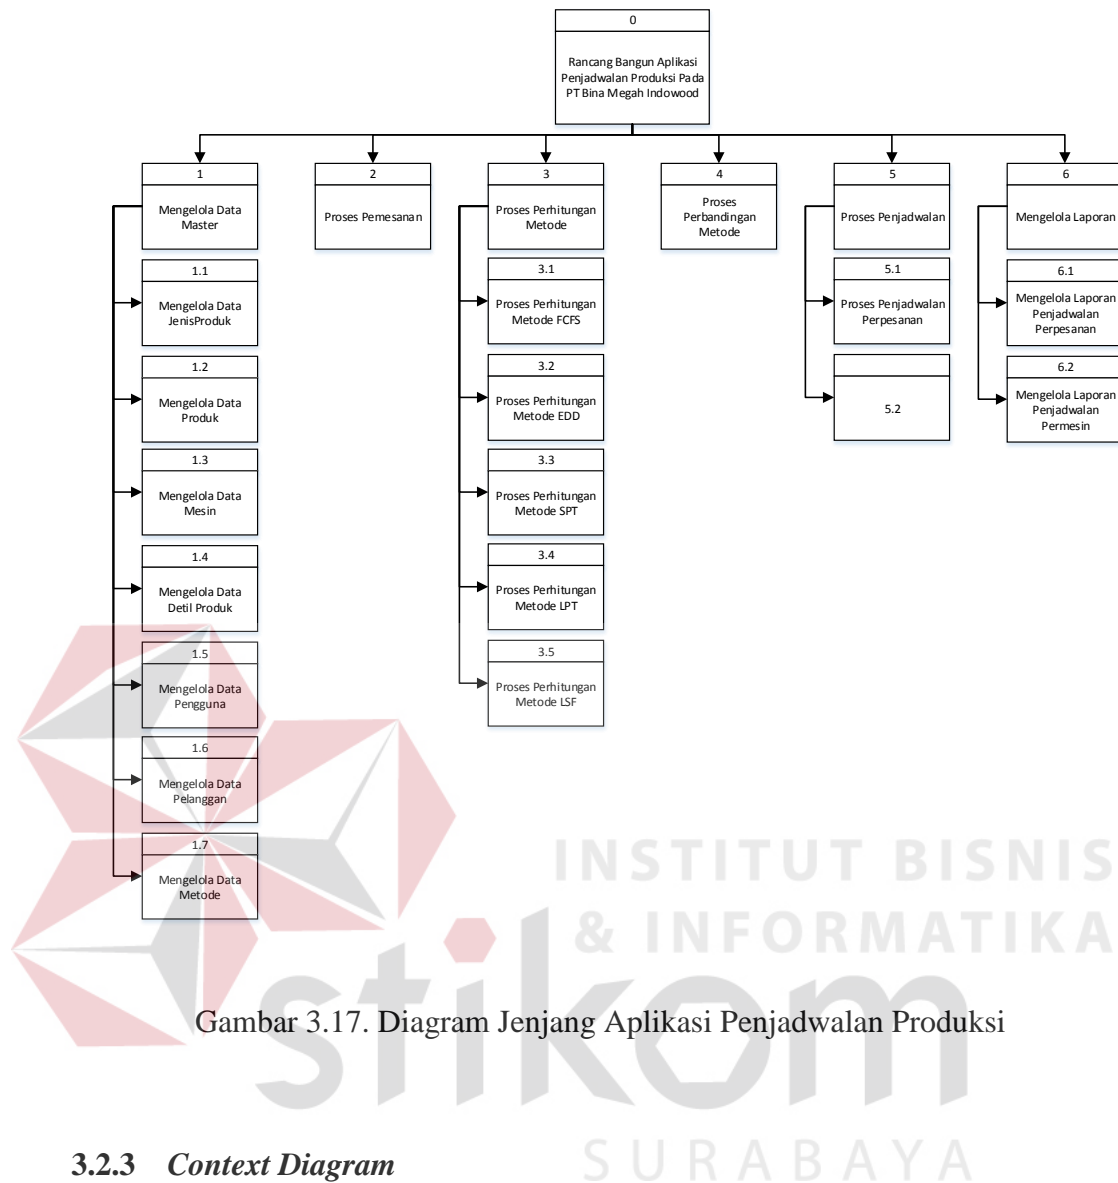 0
Rancang Bangun Aplikasi
Penjadwalan Produksi Pada
PT Bina Megah Indowood
1
Mengelola Data
Master
2
Proses Pemesanan
3
Proses Perhitungan
Metode
4
Proses
Perbandingan
Metode
5
Proses Penjadwalan
6
Mengelola Laporan
1.1
Mengelola Data
JenisProduk
1.2
Mengelola Data
Produk
1.3
Mengelola Data
Mesin
1.4
Mengelola Data
Detil Produk
1.5
Mengelola Data
Pengguna
1.6
Mengelola Data
Pelanggan
1.7
Mengelola Data
Metode
3.1
Proses Perhitungan
Metode FCFS
3.2
Proses Perhitungan
Metode EDD
3.3
Proses Perhitungan
Metode SPT
3.4
Proses Perhitungan
Metode LPT
3.5
Proses Perhitungan
Metode LSF
5.1
Proses Penjadwalan
Perpesanan
5.2
6.1
Mengelola Laporan
Penjadwalan
Perpesanan
6.2
Mengelola Laporan
Penjadwalan
Permesin
INSTITUT BISNIS
& INFORMATIKA
stikom
SURABAYA
Gambar 3.17. Diagram Jenjang Aplikasi Penjadwalan Produksi
3.2.3 Context Diagram